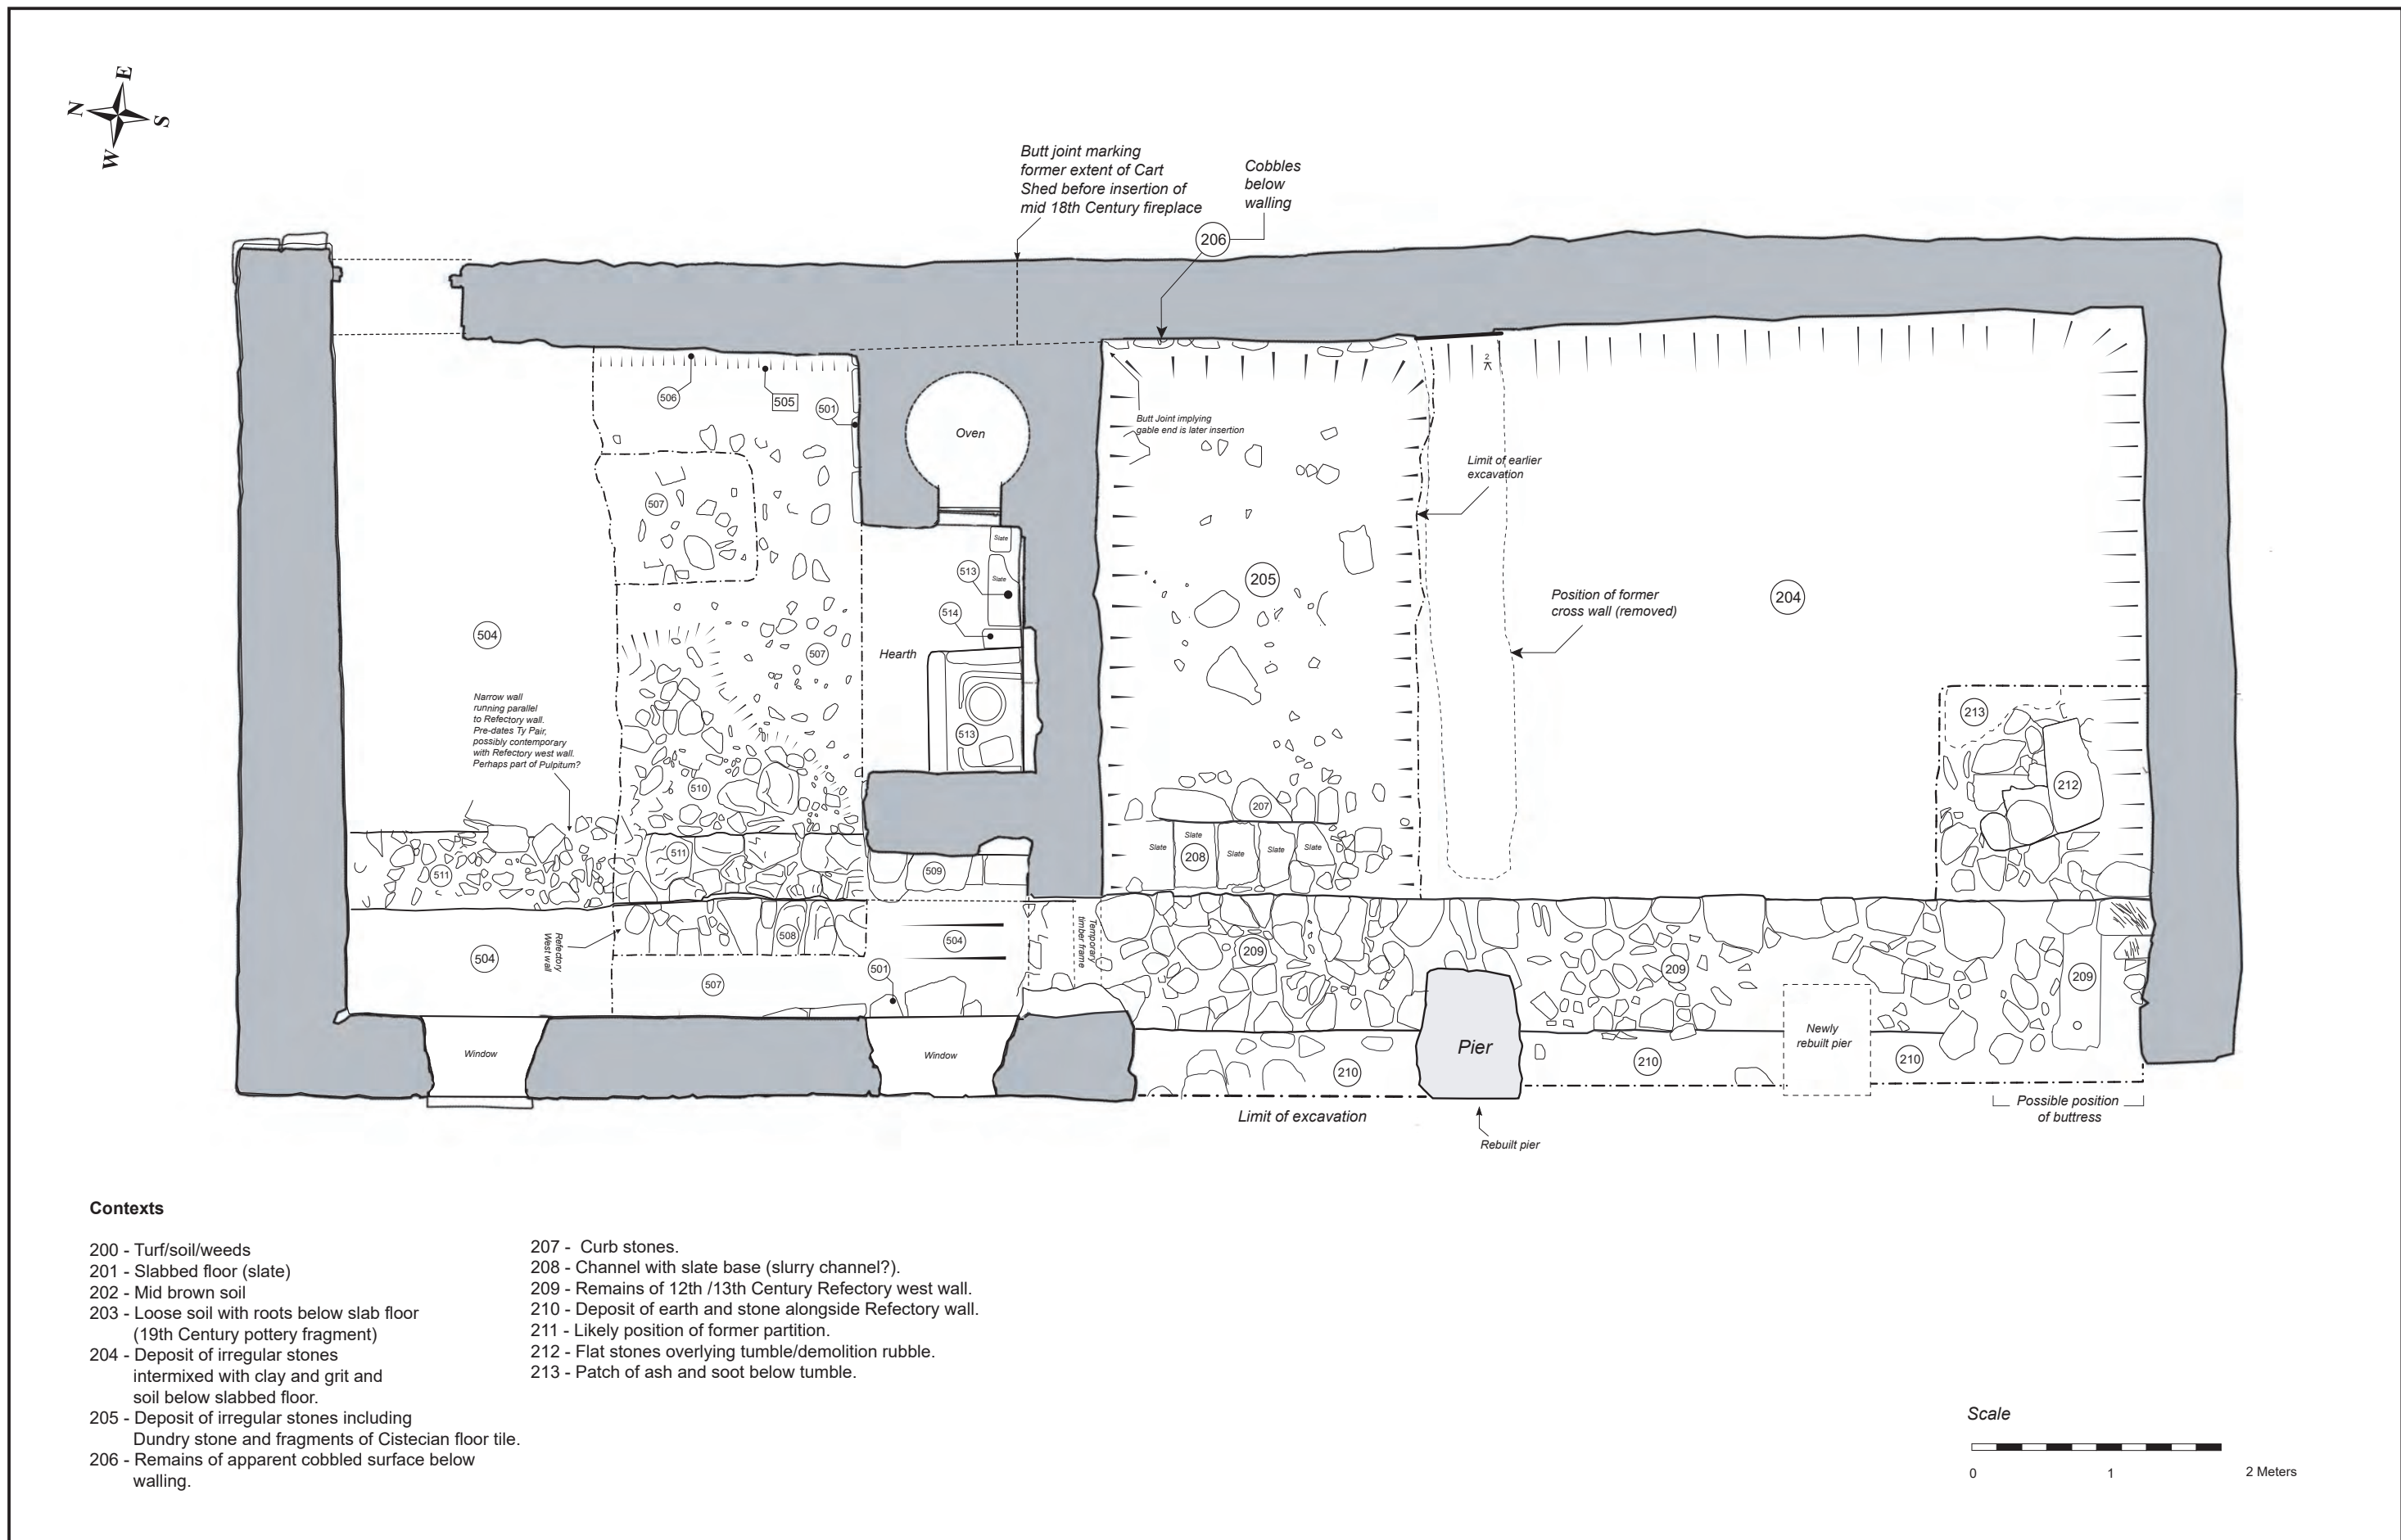 E
N
S
W
Butt joint marking
former extent of Cart
Shed before insertion of
mid 18th Century fireplace
Cobbles
below
walling
206
2
506
505
501
Oven
Butt Joint implying
gable end is later insertion
Limit of earlier
excavation
507
Slate
513
Slate
514
205
Position of former
cross wall (removed)
204
504
507
Hearth
Narrow wall
running parallel
to Refectory wall.
Pre-dates Ty Pair,
possibly contemporary
with Refectory west wall.
Perhaps part of Pulpitum?
513
213
212
510
207
511
511
509
Slate
Slate
208
Slate
Slate
Slate
504
Refectory
West wall
508
504
501
507
Temporary
timber frame
209
209
209
Window
Window
210
Pier
210
Newly
rebuilt pier
210
Limit of excavation
Rebuilt pier
Possible position
of buttress
Contexts
200 - Turf/soil/weeds
201 - Slabbed floor (slate)
202 - Mid brown soil
203 - Loose soil with roots below slab floor
(19th Century pottery fragment)
204 - Deposit of irregular stones
intermixed with clay and grit and
soil below slabbed floor.
205 - Deposit of irregular stones including
Dundry stone and fragments of Cistecian floor tile.
206 - Remains of apparent cobbled surface below
walling.
207 - Curb stones.
208 - Channel with slate base (slurry channel?).
209 - Remains of 12th /13th Century Refectory west wall.
210 - Deposit of earth and stone alongside Refectory wall.
211 - Likely position of former partition.
212 - Flat stones overlying tumble/demolition rubble.
213 - Patch of ash and soot below tumble.
Scale
0
1
2 Meters